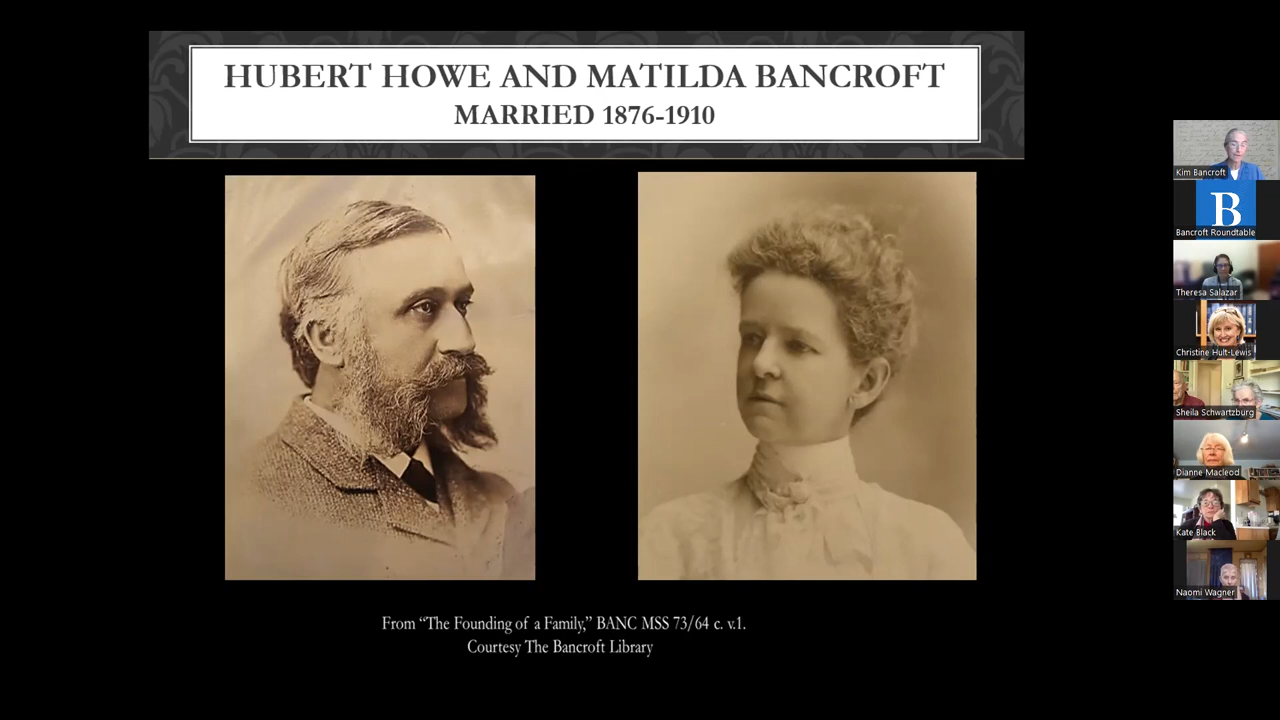 HUBERT HOWE AND MATILDA BANCROFT
MARRIED 1876-1910
From “The Founding of a Family,” BANC MSS 73/64 c. v.1.
Courtesy The Bancroft Library
Kim Bancroft
B
Bancroft Roundtable
Theresa Salazar
Christine Hult-Lewis
Sheila Schwartzburg
Dianne Macleod
Kate Black
Naomi Wagner